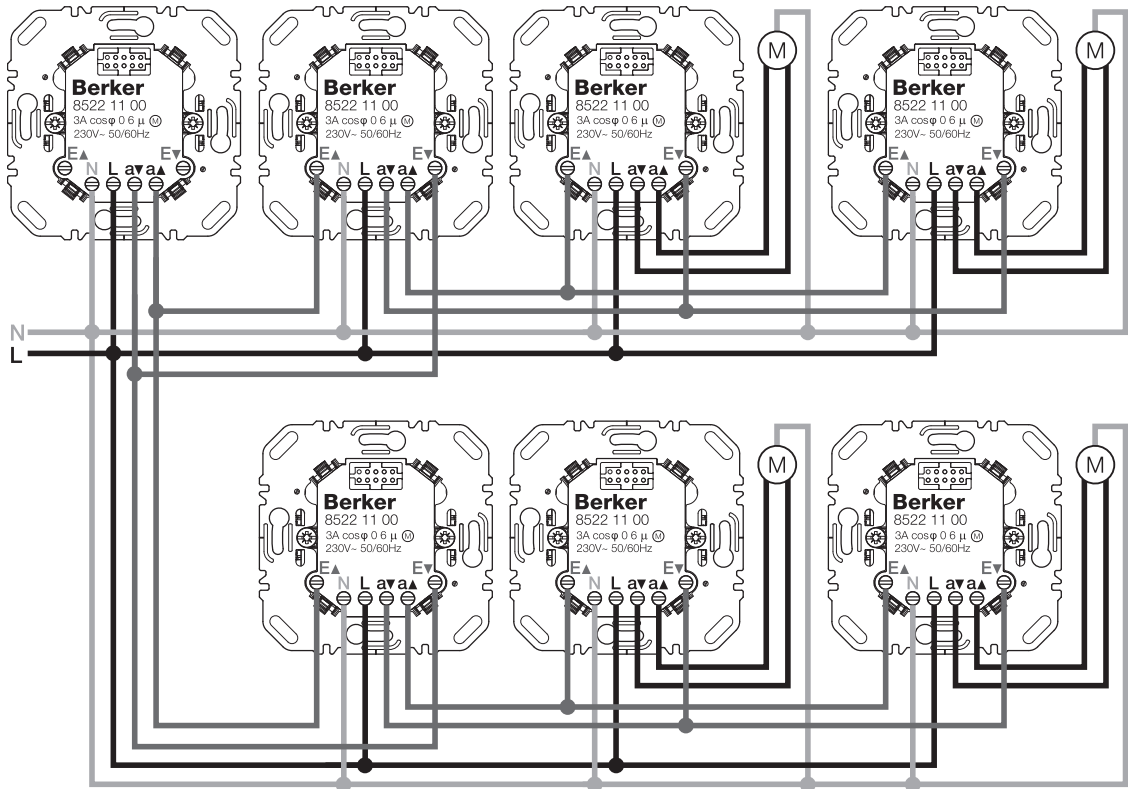 M
M
Berker
8522 11 00
3A cosφ 0 6 µ M
230V~ 50/60Hz
E▲ N L a▼ a▲ E▼
Berker
8522 11 00
3A cosφ 0 6 µ M
230V~ 50/60Hz
E▲ N L a▼ a▲ E▼
Berker
8522 11 00
3A cosφ 0 6 µ M
230V~ 50/60Hz
E▲ N L a▼ a▲ E▼
Berker
8522 11 00
3A cosφ 0 6 µ M
230V~ 50/60Hz
E▲ N L a▼ a▲ E▼
N
L
M
M
Berker
8522 11 00
3A cosφ 0 6 µ M
230V~ 50/60Hz
E▲ N L a▼ a▲ E▼
Berker
8522 11 00
3A cosφ 0 6 µ M
230V~ 50/60Hz
E▲ N L a▼ a▲ E▼
Berker
8522 11 00
3A cosφ 0 6 µ M
230V~ 50/60Hz
E▲ N L a▼ a▲ E▼